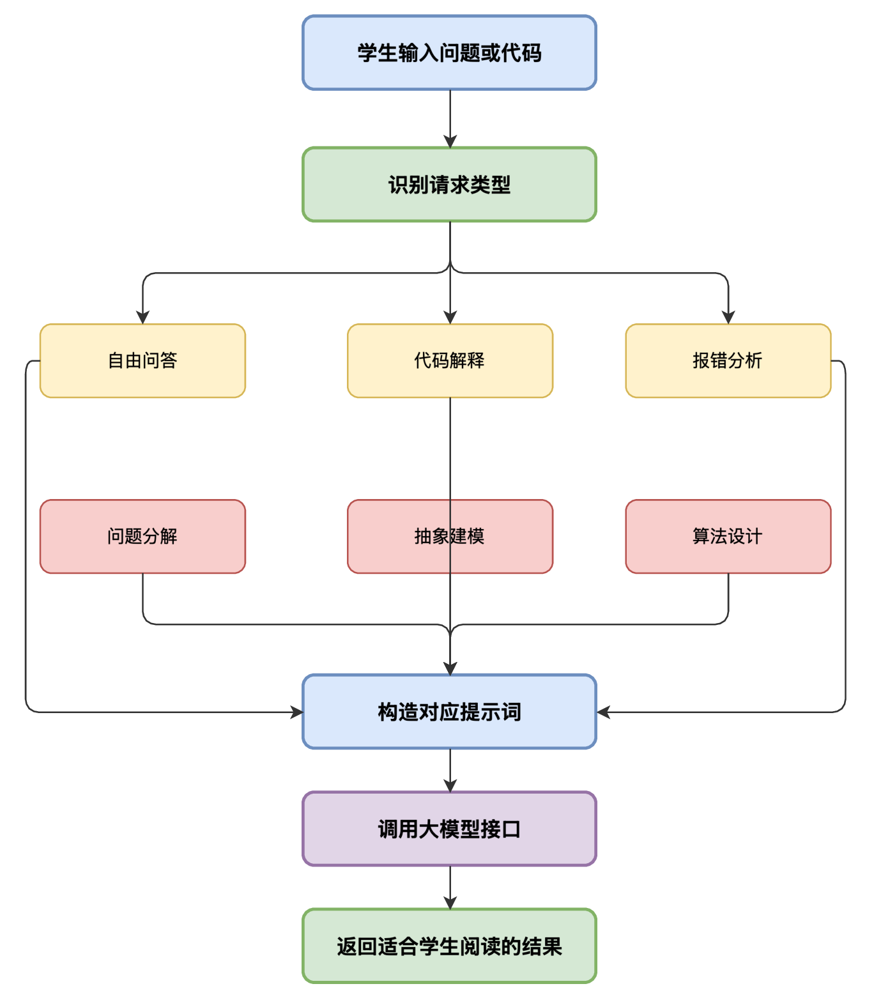 学生输入问题或代码
识别请求类型
自由问答
代码解释
报错分析
问题分解
抽象建模
算法设计
构造对应提示词
调用大模型接口
返回适合学生阅读的结果